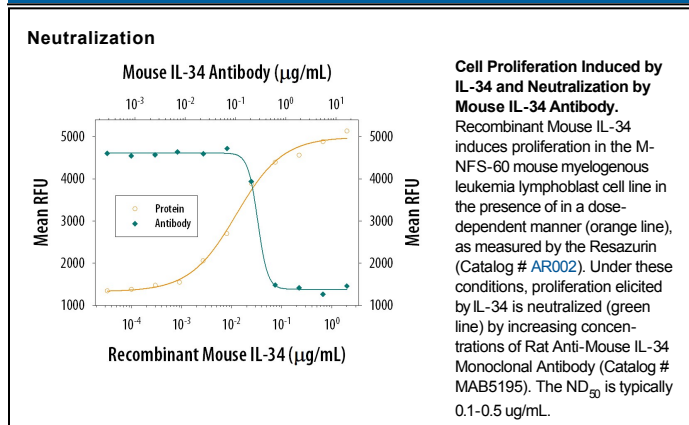 Neutralization
Mouse IL-34 Antibody (μg/mL)
10⁻³ 10⁻² 10⁻¹ 10⁰ 10¹
5000 5000
4000 4000
3000 3000
2000 2000
1000 1000
Mean RFU
Mean RFU
Protein
Antibody
10⁻⁴ 10⁻³ 10⁻² 10⁻¹ 10⁰
Recombinant Mouse IL-34 (μg/mL)
Cell Proliferation Induced by
IL-34 and Neutralization by
Mouse IL-34 Antibody.
Recombinant Mouse IL-34
induces proliferation in the M-
NFS-60 mouse myelogenous
leukemia lymphoblast cell line in
the presence of in a dose-
dependent manner (orange line),
as measured by the Resazurin
(Catalog # AR002). Under these
conditions, proliferation elicited
by IL-34 is neutralized (green
line) by increasing concen-
trations of Rat Anti-Mouse IL-34
Monoclonal Antibody (Catalog #
MAB5195). The ND₅₀ is typically
0.1-0.5 ug/mL.